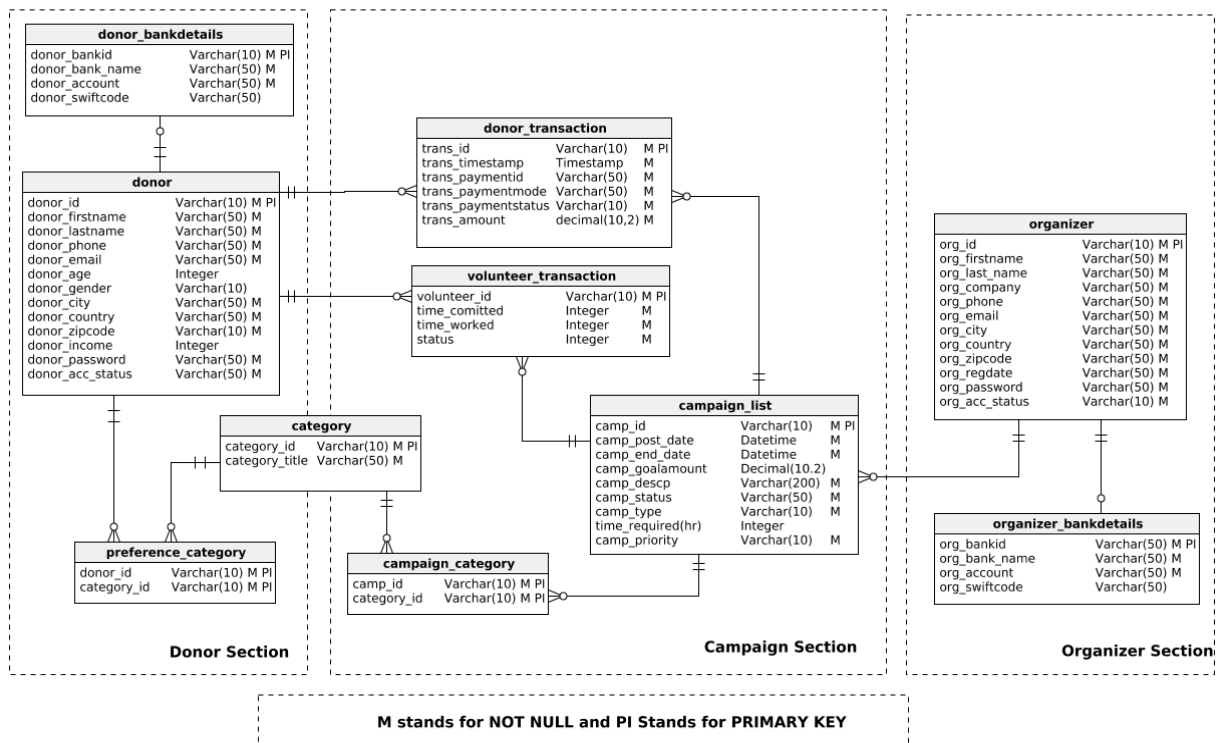 donor_bankdetails
donor_bankid Varchar(10) M PI
donor_bank_name Varchar(50) M
donor_account Varchar(50) M
donor_swiftcode Varchar(50)
donor
donor_id Varchar(10) M PI
donor_firstname Varchar(50) M
donor_lastname Varchar(50) M
donor_phone Varchar(50) M
donor_email Varchar(50) M
donor_age Integer
donor_gender Varchar(10)
donor_city Varchar(50) M
donor_country Varchar(50) M
donor_zipcode Varchar(10) M
donor_income Integer
donor_password Varchar(50) M
donor_acc_status Varchar(50) M
category
category_id Varchar(10) M PI
category_title Varchar(50) M
preference_category
donor_id Varchar(10) M PI
category_id Varchar(10) M PI
Donor Section
donor_transaction
trans_id Varchar(10) M PI
trans_timestamp Timestamp M
trans_paymentid Varchar(50) M
trans_paymentmode Varchar(50) M
trans_paymentstatus Varchar(10) M
trans_amount decimal(10,2) M
volunteer_transaction
volunteer_id Varchar(10) M PI
time_comitted Integer M
time_worked Integer M
status Integer M
campaign_list
camp_id Varchar(10) M PI
camp_post_date Datetime M
camp_end_date Datetime M
camp_goalamount Decimal(10.2)
camp_descp Varchar(200) M
camp_status Varchar(50) M
camp_type Varchar(10) M
time_required(hr) Integer
camp_priority Varchar(10) M
campaign_category
camp_id Varchar(10) M PI
category_id Varchar(10) M PI
Campaign Section
organizer
org_id Varchar(10) M PI
org_firstname Varchar(50) M
org_last_name Varchar(50) M
org_company Varchar(50) M
org_phone Varchar(50) M
org_email Varchar(50) M
org_city Varchar(50) M
org_country Varchar(50) M
org_zipcode Varchar(50) M
org_regdate Varchar(50) M
org_password Varchar(50) M
org_acc_status Varchar(10) M
organizer_bankdetails
org_bankid Varchar(50) M PI
org_bank_name Varchar(50) M
org_account Varchar(50) M
org_swiftcode Varchar(50)
Organizer Section
M stands for NOT NULL and PI Stands for PRIMARY KEY